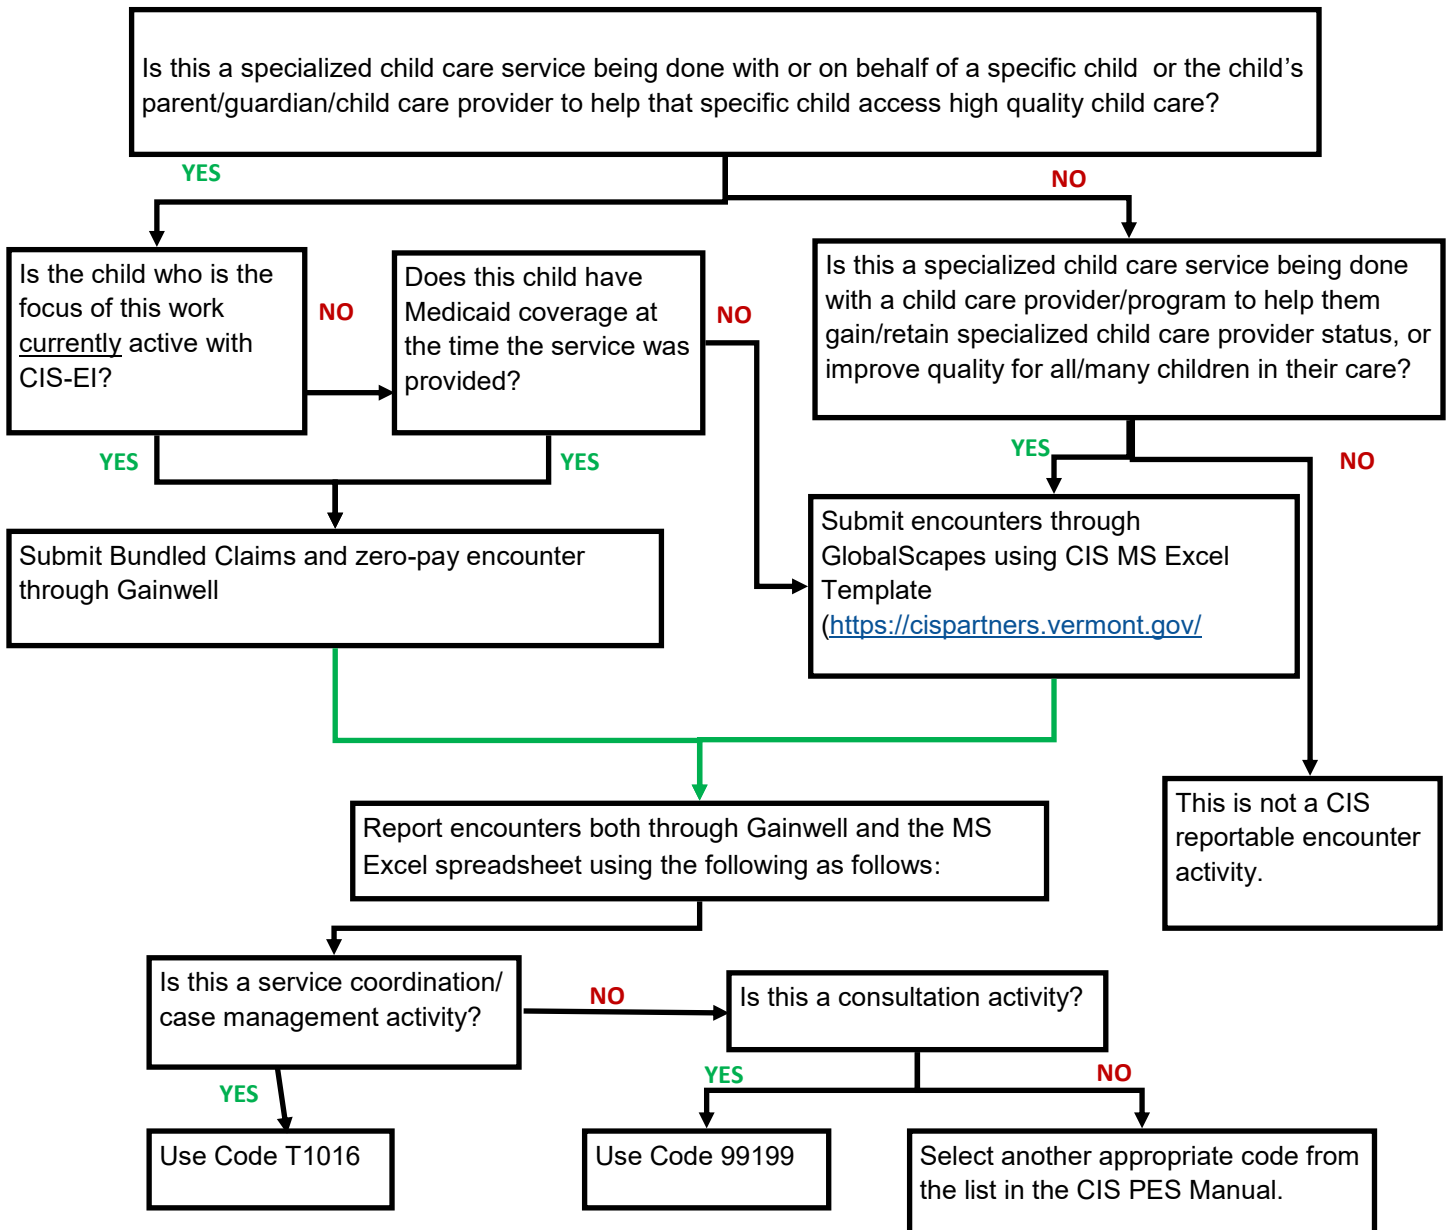 Is this a specialized child care service being done with or on behalf of a specific child or the child’s
parent/guardian/child care provider to help that specific child access high quality child care?
YES
NO
Is the child who is the
focus of this work
currently active with
CIS-EI?
NO
Does this child have
Medicaid coverage at
the time the service was
provided?
NO
Is this a specialized child care service being done
with a child care provider/program to help them
gain/retain specialized child care provider status, or
improve quality for all/many children in their care?
YES
YES
YES
NO
Submit Bundled Claims and zero-pay encounter
through Gainwell
Submit encounters through
GlobalScapes using CIS MS Excel
Template
(https://cispartners.vermont.gov/
Report encounters both through Gainwell and the MS
Excel spreadsheet using the following as follows:
This is not a CIS
reportable encounter
activity.
Is this a service coordination/
case management activity?
NO
Is this a consultation activity?
YES
YES
NO
Use Code T1016
Use Code 99199
Select another appropriate code from
the list in the CIS PES Manual.